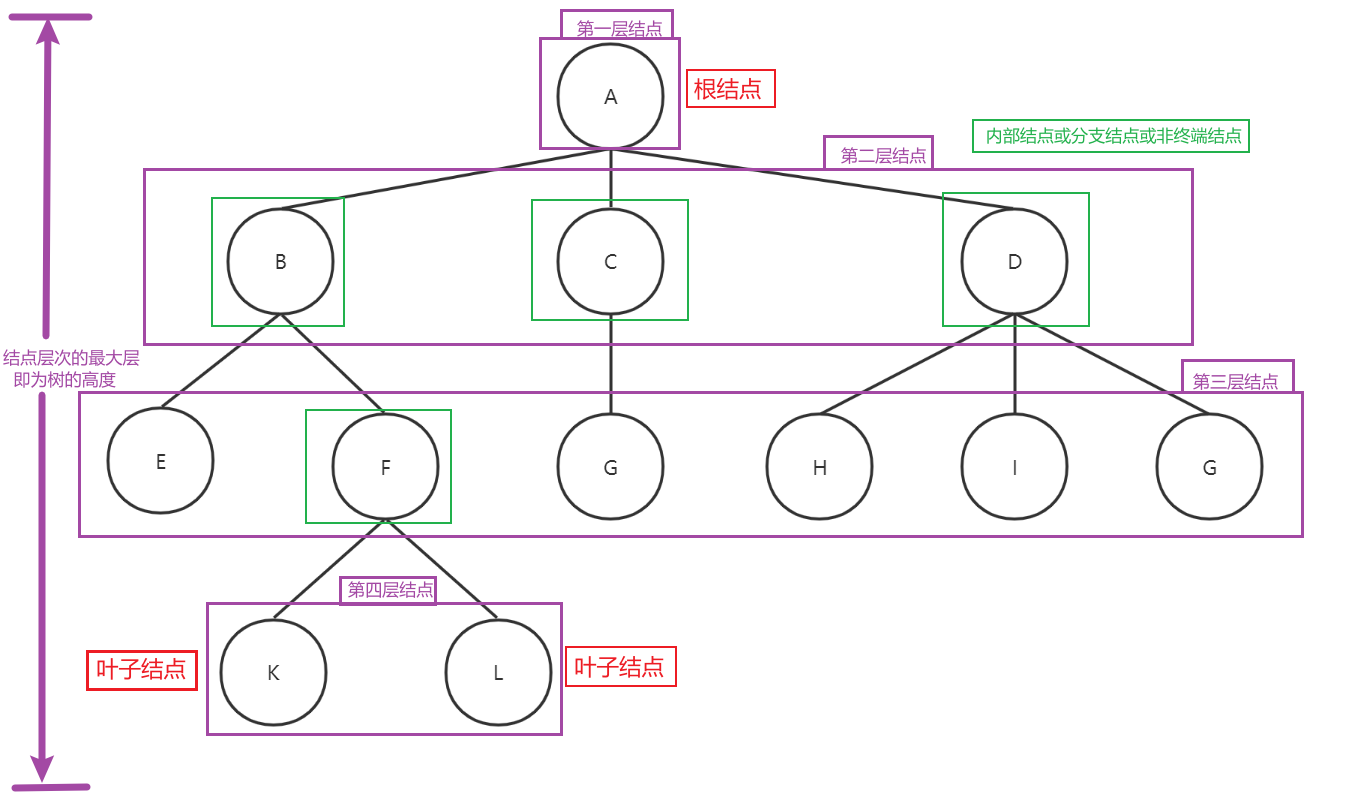 第一层结点
A
根结点
内部结点或分支结点或非终端结点
第二层结点
B
C
D
结点层次的最大层
即为树的高度
第三层结点
E
F
G
H
I
G
第四层结点
叶子结点
K
L
叶子结点